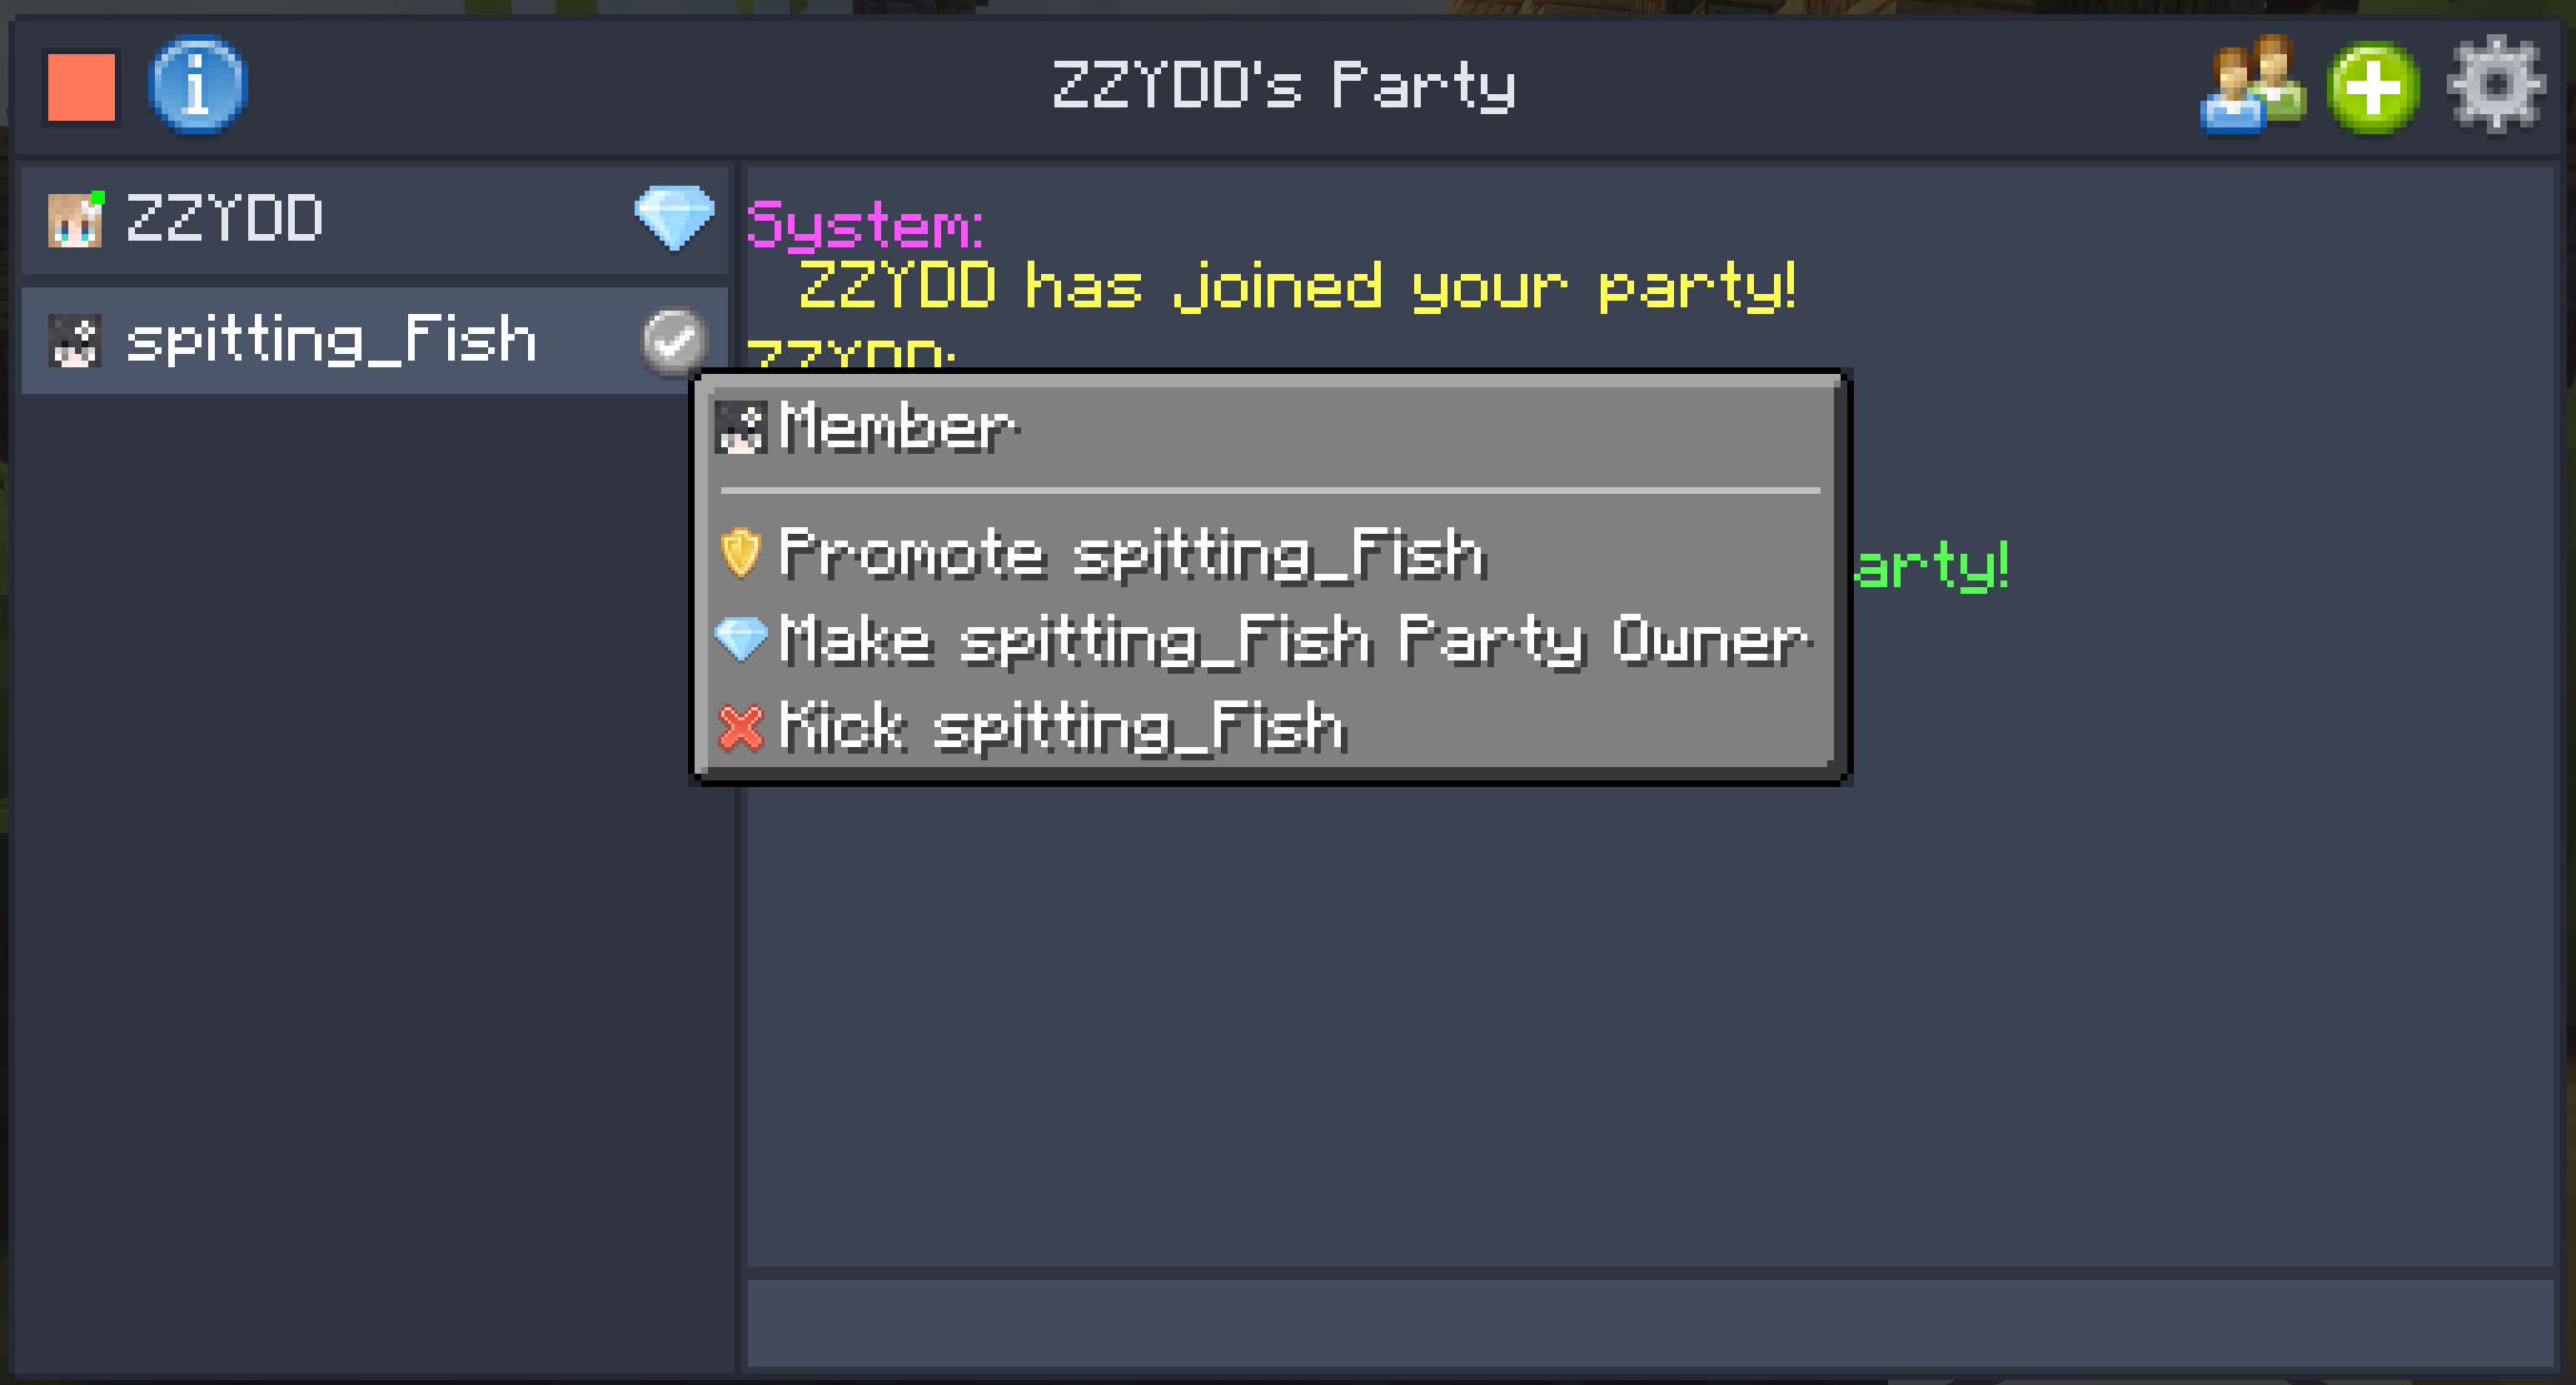 ZZYDD's Party
ZZYDD
spitting_Fish
System:
ZZYDD has joined your party!
ZZYDD:
Member
Promote spitting_Fish
Make spitting_Fish Party Owner
Kick spitting_Fish
arty!